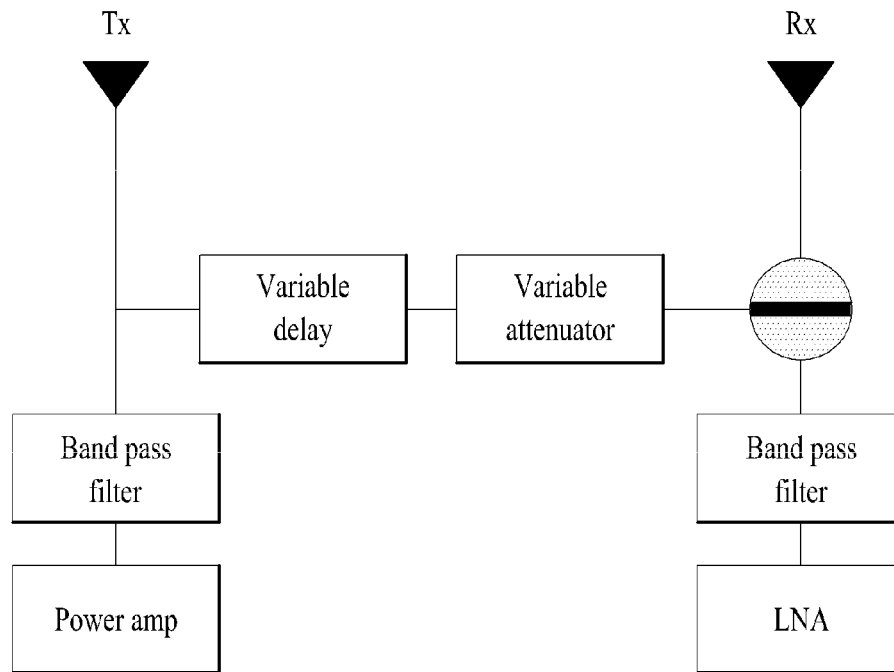 Tx
Rx
Variable
delay
Variable
attenuator
Band pass
filter
Band pass
filter
Power amp
LNA